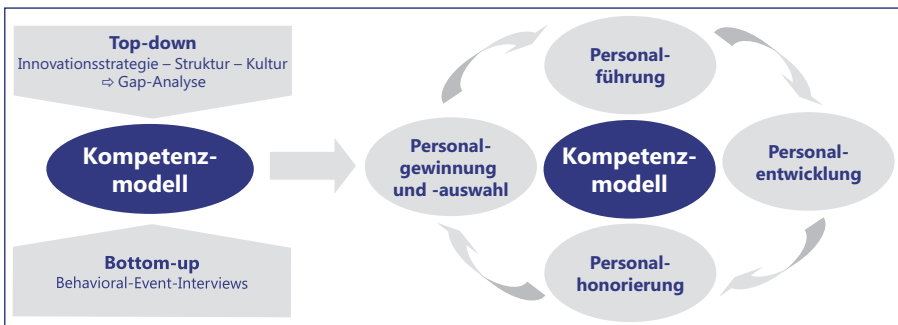 Top-down
Innovationsstrategie – Struktur – Kultur
⇨ Gap-Analyse
Kompetenz-
modell
Bottom-up
Behavioral-Event-Interviews
Personal-
führung
Personal-
gewinnung
und -auswahl
Kompetenz-
modell
Personal-
entwicklung
Personal-
honorierung